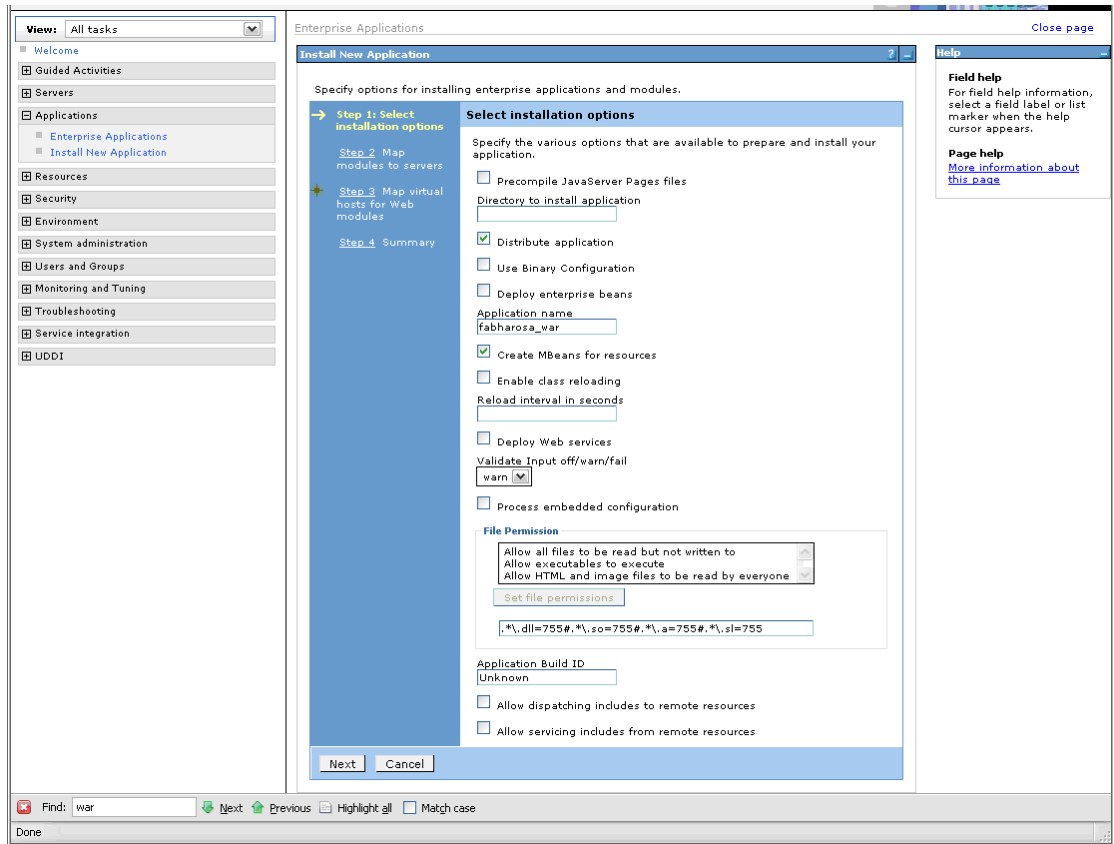 View: All tasks
Welcome
Guided Activities
Servers
Applications
Enterprise Applications
Install New Application
Resources
Security
Environment
System administration
Users and Groups
Monitoring and Tuning
Troubleshooting
Service integration
UDDI
Enterprise Applications
Close page
Install New Application
? –
Specify options for installing enterprise applications and modules.
Step 1: Select
installation options
Step 2 Map
modules to servers
Step 3 Map virtual
hosts for Web
modules
Step 4 Summary
Select installation options
Specify the various options that are available to prepare and install your
application.
Precompile JavaServer Pages files
Directory to install application
Distribute application
Use Binary Configuration
Deploy enterprise beans
Application name
fabharosa_war
Create MBeans for resources
Enable class reloading
Reload interval in seconds
Deploy Web services
Validate Input off/warn/fail
warn
Process embedded configuration
File Permission
Allow all files to be read but not written to
Allow executables to execute
Allow HTML and image files to be read by everyone
Set file permissions
.*\.dll=755#.*\.so=755#.*\.a=755#.*\.sl=755
Application Build ID
Unknown
Allow dispatching includes to remote resources
Allow servicing includes from remote resources
Next Cancel
Help –
Field help
For field help information,
select a field label or list
marker when the help
cursor appears.
Page help
More information about
this page
Find: war Next Previous Highlight all Match case
Done